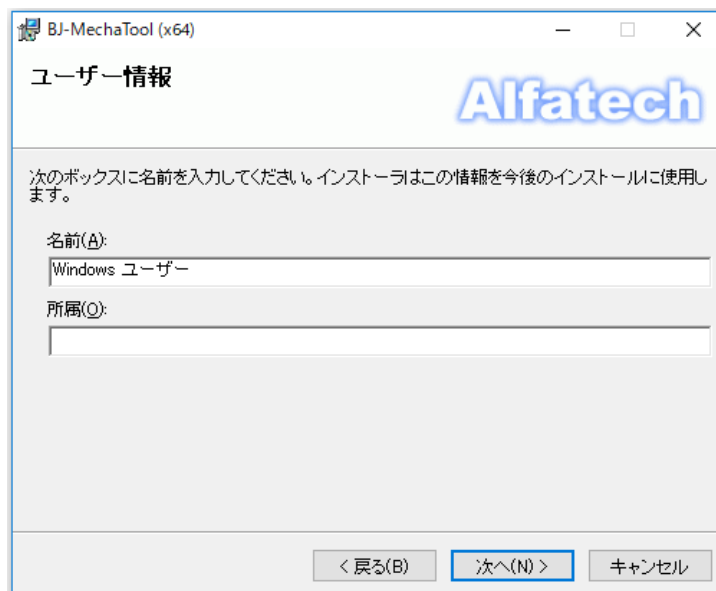 BJ-MechaTool (x64)
ユーザー情報
Alfatech
次のボックスに名前を入力してください。インストーラはこの情報を今後のインストールに使用し
ます。
名前(A):
Windows ユーザー
所属(O):
< 戻る(B)
次へ(N) >
キャンセル